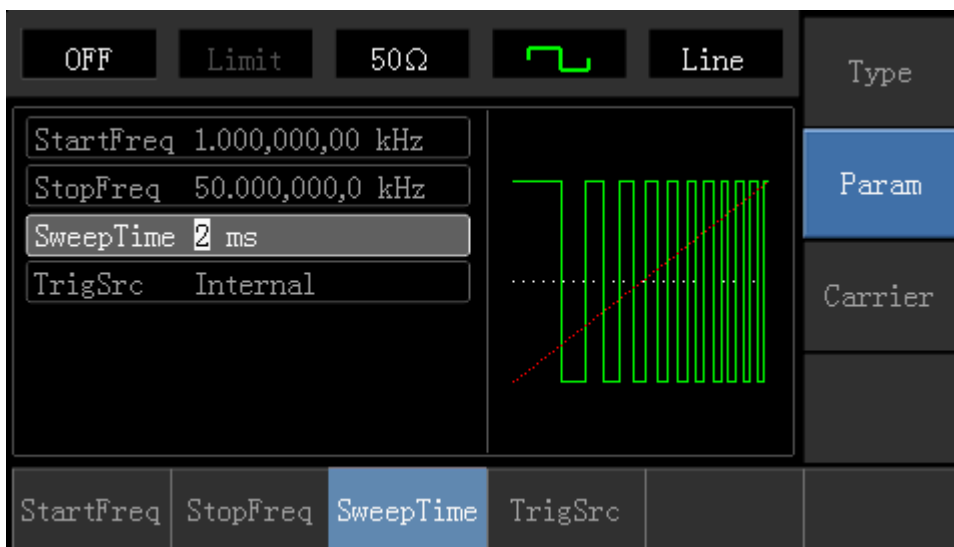 OFF Limit 50Ω Line
Type
StartFreq 1.000,000,00 kHz
StopFreq 50.000,000,0 kHz
Param
SweepTime 2 ms
TrigSrc Internal
Carrier
StartFreq StopFreq SweepTime TrigSrc